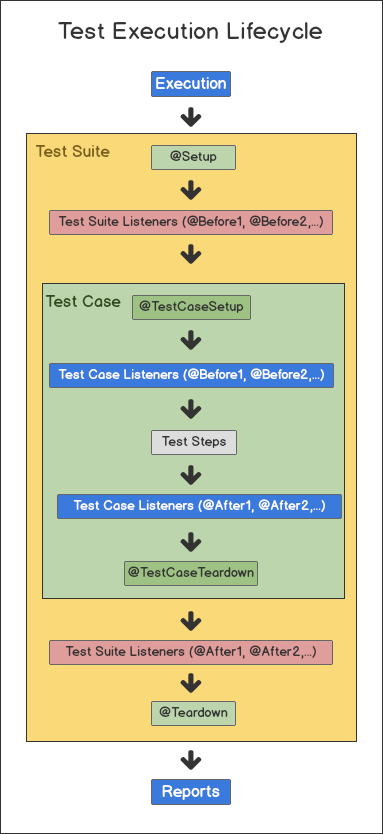 Test Execution Lifecycle
Execution
Test Suite
@Setup
Test Suite Listeners (@Before1, @Before2,...)
Test Case
@TestCaseSetup
Test Case Listeners (@Before1, @Before2,...)
Test Steps
Test Case Listeners (@After1, @After2,...)
@TestCaseTeardown
Test Suite Listeners (@After1, @After2,...)
@Teardown
Reports